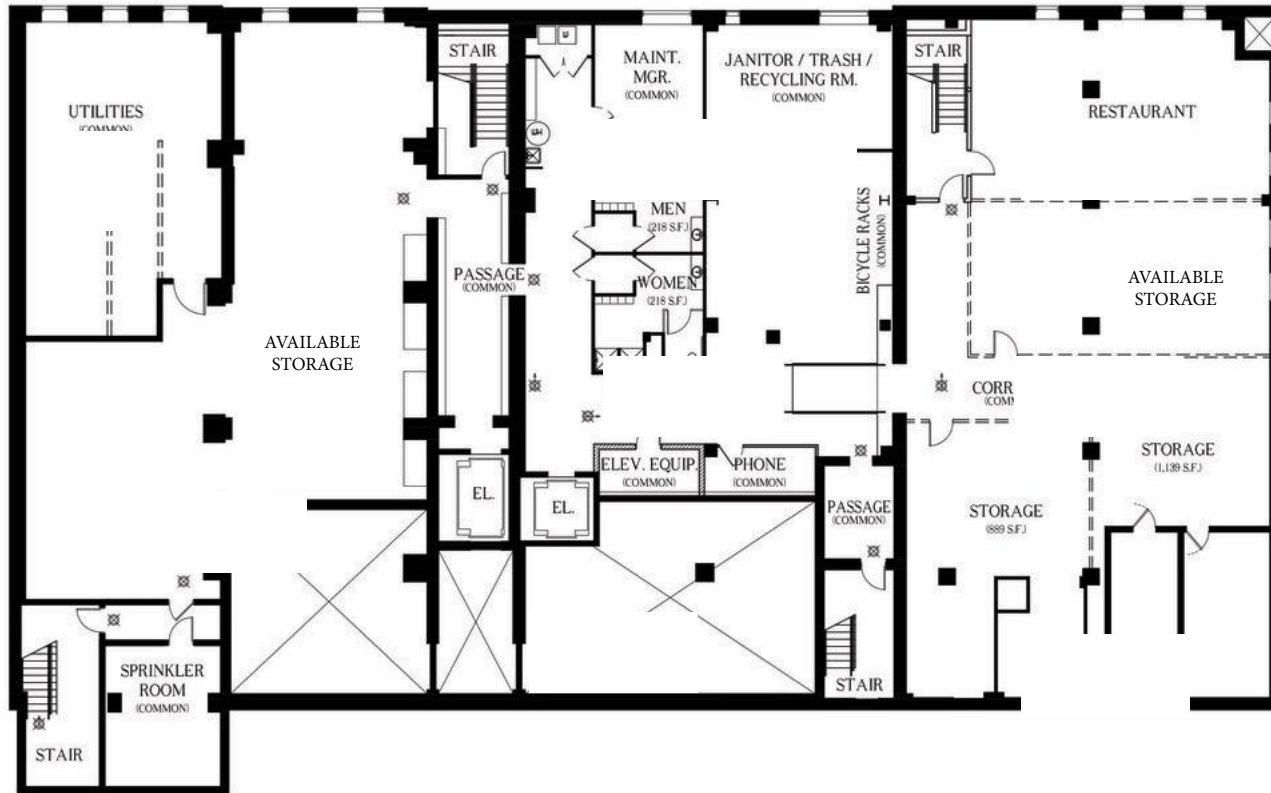 UTILITIES
(COMMON)
STAIR
MAINT.
MGR.
(COMMON)
JANITOR / TRASH /
RECYCLING RM.
(COMMON)
STAIR
RESTAURANT
WH
MEN
(218 S.F.)
WOMEN
(218 S.F.)
BICYCLE RACKS
(COMMON)
PASSAGE
(COMMON)
AVAILABLE
STORAGE
AVAILABLE
STORAGE
CORR
STORAGE
(1,139 S.F.)
ELEV. EQUIP.
(COMMON)
PHONE
(COMMON)
EL.
EL.
PASSAGE
(COMMON)
STORAGE
(889 S.F.)
SPRINKLER
ROOM
(COMMON)
STAIR
STAIR